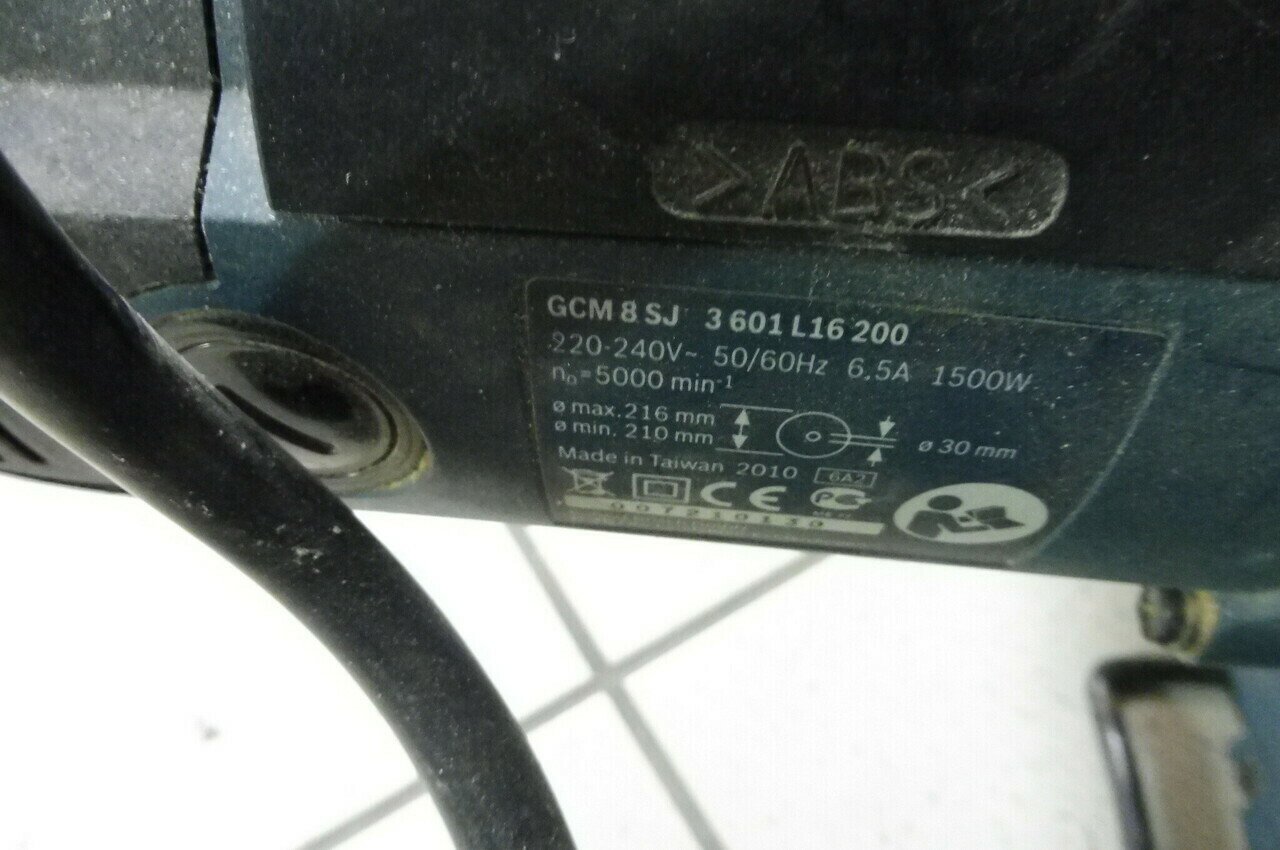 >ABS<
GCM 8 SJ 3 601 L16 200
220-240V~ 50/60Hz 6.5A 1500W
n₀=5000 min⁻¹
ø max. 216 mm
ø min. 210 mm
ø 30 mm
Made in Taiwan 2010 6A2
CE
007210130